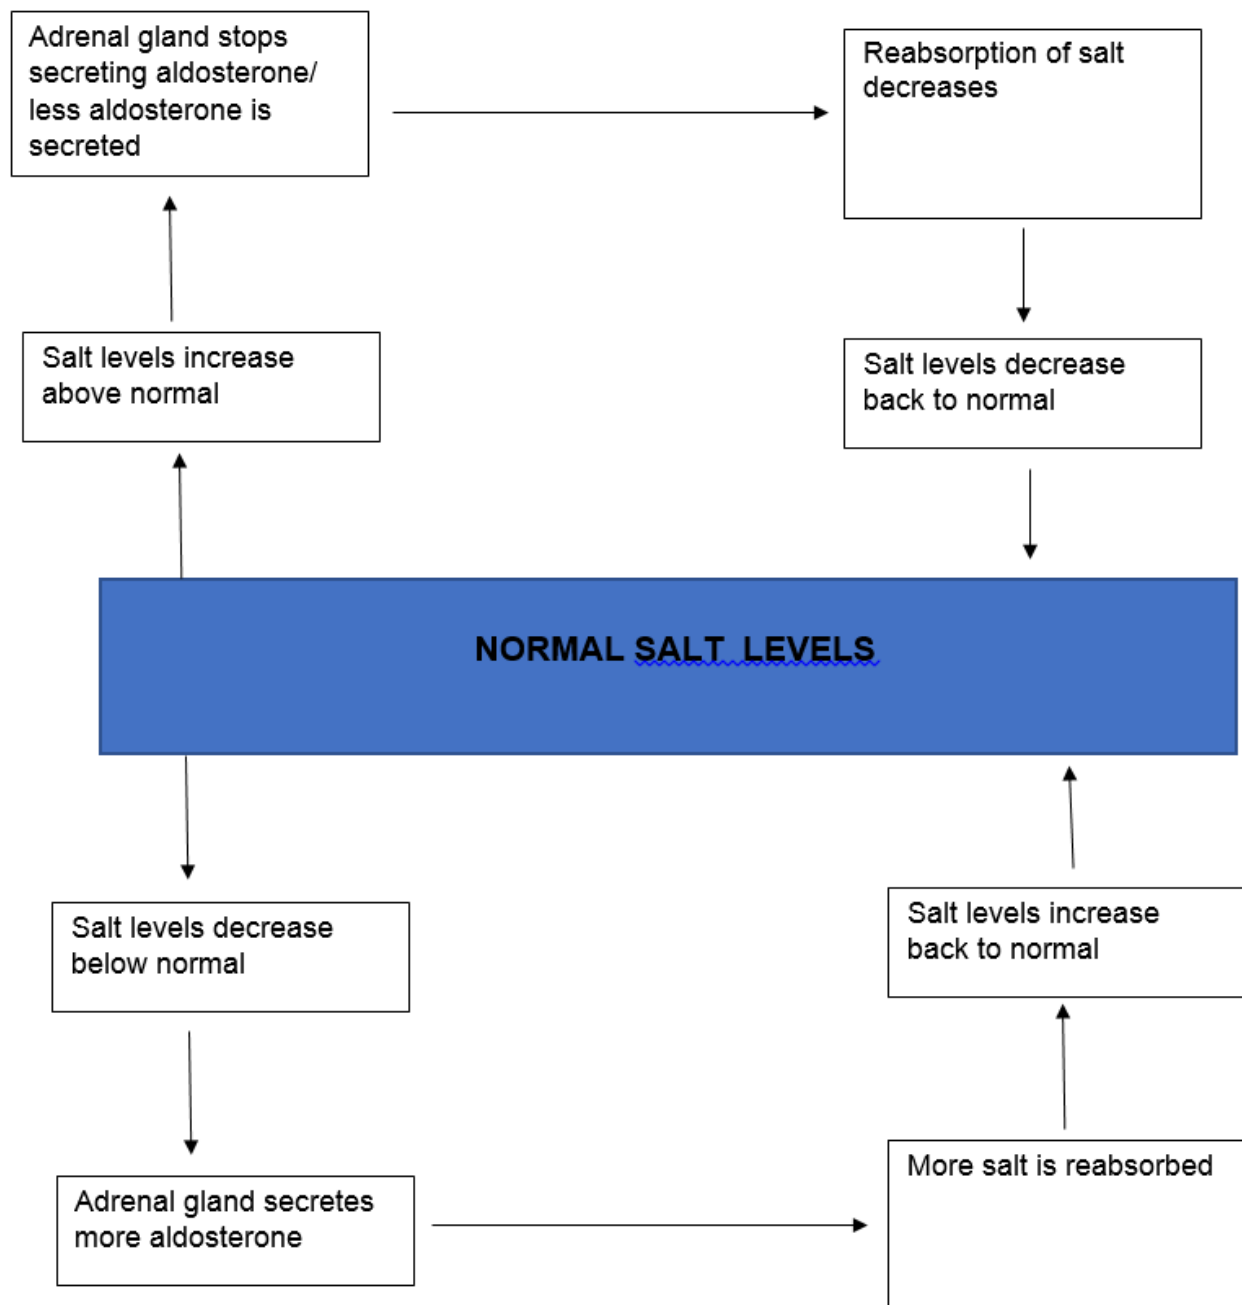 Adrenal gland stops
secreting aldosterone/
less aldosterone is
secreted
Reabsorption of salt
decreases
Salt levels increase
above normal
Salt levels decrease
back to normal
NORMAL SALT LEVELS
Salt levels decrease
below normal
Salt levels increase
back to normal
Adrenal gland secretes
more aldosterone
More salt is reabsorbed